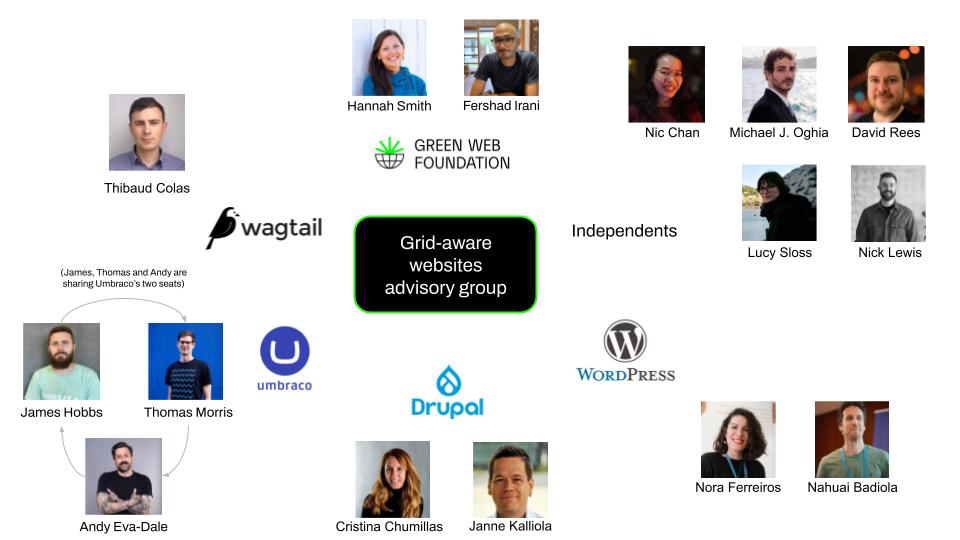 Hannah Smith
Fershad Irani
GREEN WEB
FOUNDATION
Nic Chan
Michael J. Oghia
David Rees
Lucy Sloss
Nick Lewis
Independents
Thibaud Colas
wagtail
Grid-aware
websites
advisory group
(James, Thomas and Andy are
sharing Umbraco's two seats)
James Hobbs
Thomas Morris
Andy Eva-Dale
umbraco
Drupal
Cristina Chumillas
Janne Kalliola
WORDPRESS
Nora Ferreiros
Nahuai Badiola